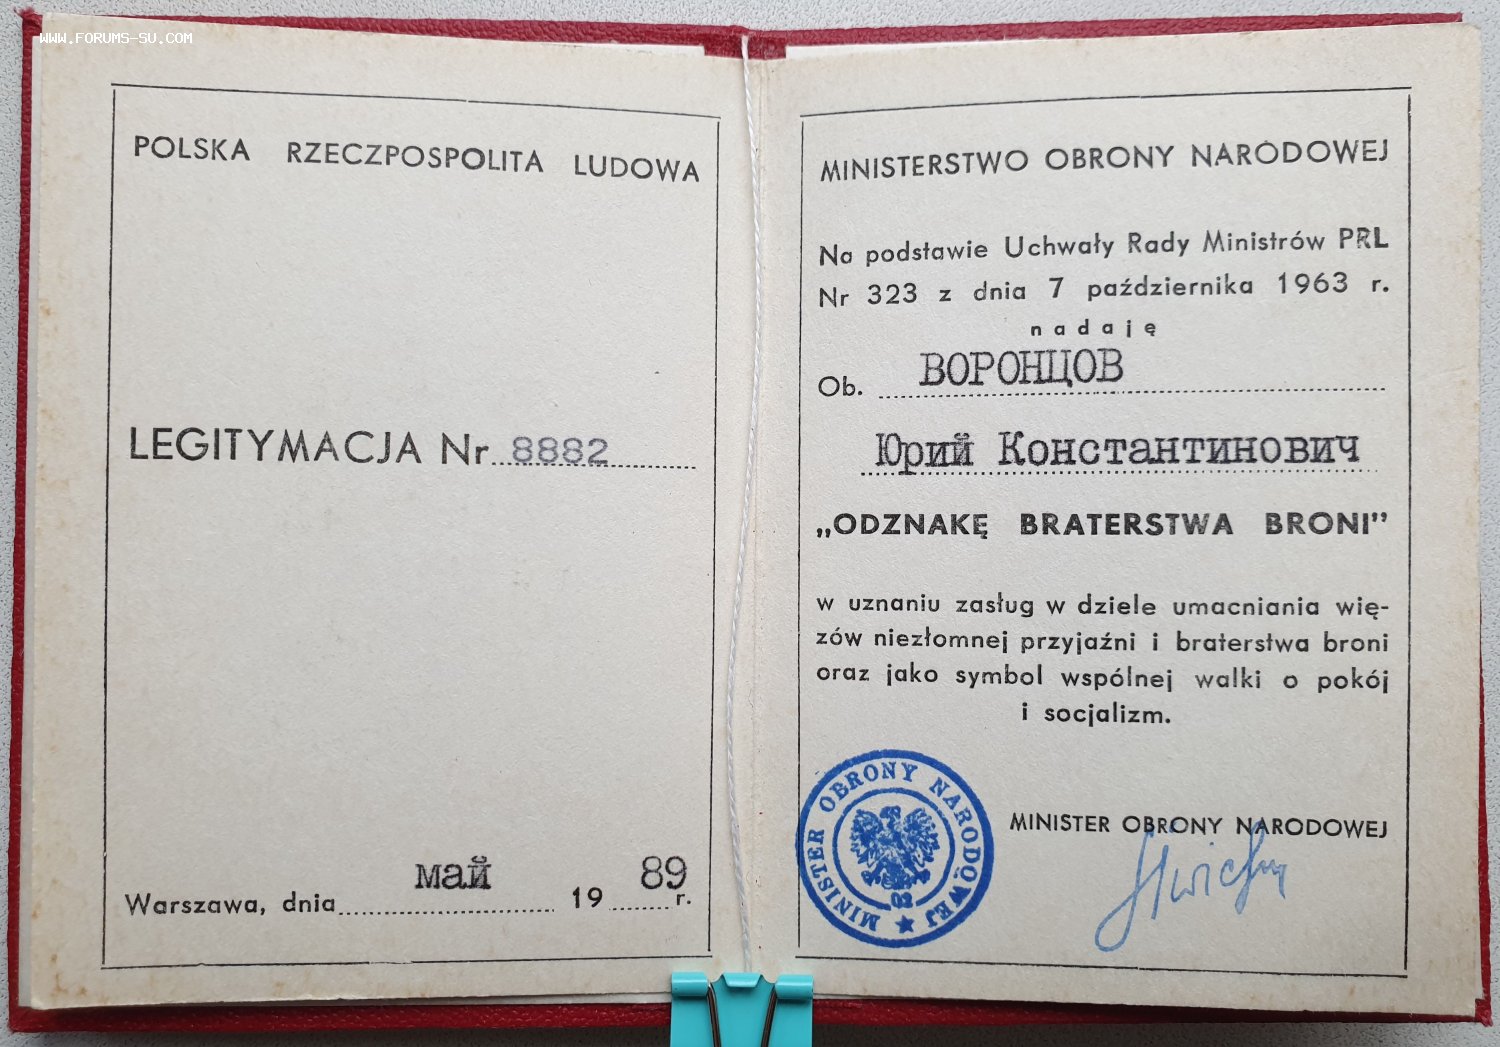 WWW.FORUMS-SU.COM
POLSKA RZECZPOSPOLITA LUDOWA
LEGITYMACJA Nr 8882
Warszawa, dnia май 1989 r.
MINISTERSTWO OBRONY NARODOWEJ
Na podstawie Uchwały Rady Ministrów PRL
Nr 323 z dnia 7 października 1963 r.
nadaję
Ob. ВОРОНЦОВ
Юрий Константинович
„ODZNAKĘ BRATERSTWA BRONI”
w uznaniu zasług w dziele umacniania wię-
zów niezłomnej przyjaźni i braterstwa broni
oraz jako symbol wspólnej walki o pokój
i socjalizm.
MINISTER OBRONY NARODOWEJ
MINISTER OBRONY NARODOWEJ
02